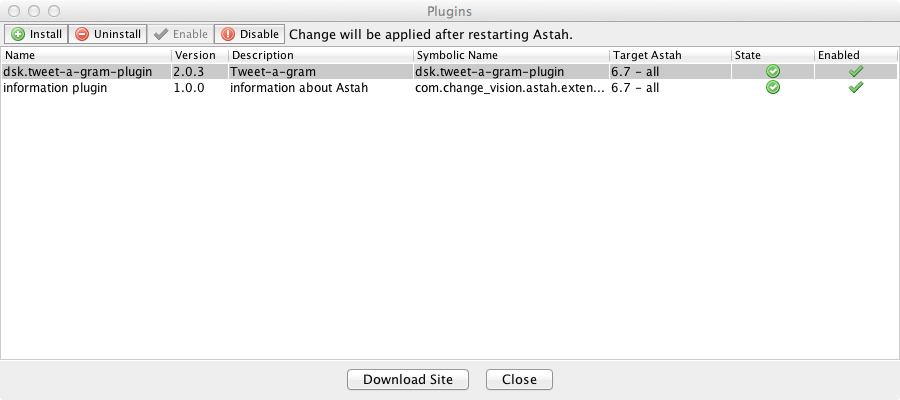 Plugins
Install Uninstall Enable Disable Change will be applied after restarting Astah.
Name Version Description Symbolic Name Target Astah State Enabled
dsk.tweet-a-gram-plugin 2.0.3 Tweet-a-gram dsk.tweet-a-gram-plugin 6.7 - all
information plugin 1.0.0 information about Astah com.change_vision.astah.exten... 6.7 - all
Download Site Close